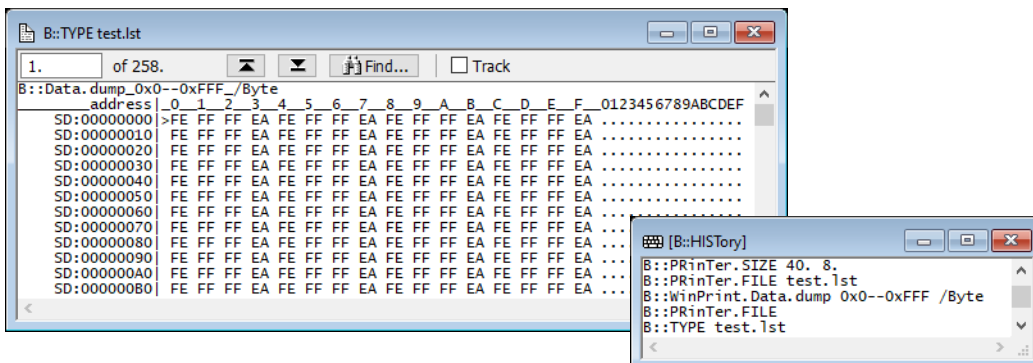 B::TYPE test.lst
1. of 258. Find... Track
B::Data.dump_0x0--0xFFF_/Byte
________address|_0__1__2__3__4__5__6__7__8__9__A__B__C__D__E__F__0123456789ABCDEF
SD:00000000|>FE FF FF EA FE FF FF EA FE FF FF EA FE FF FF EA ................
SD:00000010| FE FF FF EA FE FF FF EA FE FF FF EA FE FF FF EA ................
SD:00000020| FE FF FF EA FE FF FF EA FE FF FF EA FE FF FF EA ................
SD:00000030| FE FF FF EA FE FF FF EA FE FF FF EA FE FF FF EA ................
SD:00000040| FE FF FF EA FE FF FF EA FE FF FF EA FE FF FF EA ................
SD:00000050| FE FF FF EA FE FF FF EA FE FF FF EA FE FF FF EA ................
SD:00000060| FE FF FF EA FE FF FF EA FE FF FF EA FE FF FF EA ...
SD:00000070| FE FF FF EA FE FF FF EA FE FF FF EA FE FF FF EA ...
SD:00000080| FE FF FF EA FE FF FF EA FE FF FF EA FE FF FF EA ...
SD:00000090| FE FF FF EA FE FF FF EA FE FF FF EA FE FF FF EA ...
SD:000000A0| FE FF FF EA FE FF FF EA FE FF FF EA FE FF FF EA ...
SD:000000B0| FE FF FF EA FE FF FF EA FE FF FF EA FE FF FF EA ...
[B::HISTory]
B::PRinTer.SIZE 40. 8.
B::PRinTer.FILE test.lst
B::WinPrint.Data.dump 0x0--0xFFF /Byte
B::PRinTer.FILE
B::TYPE test.lst